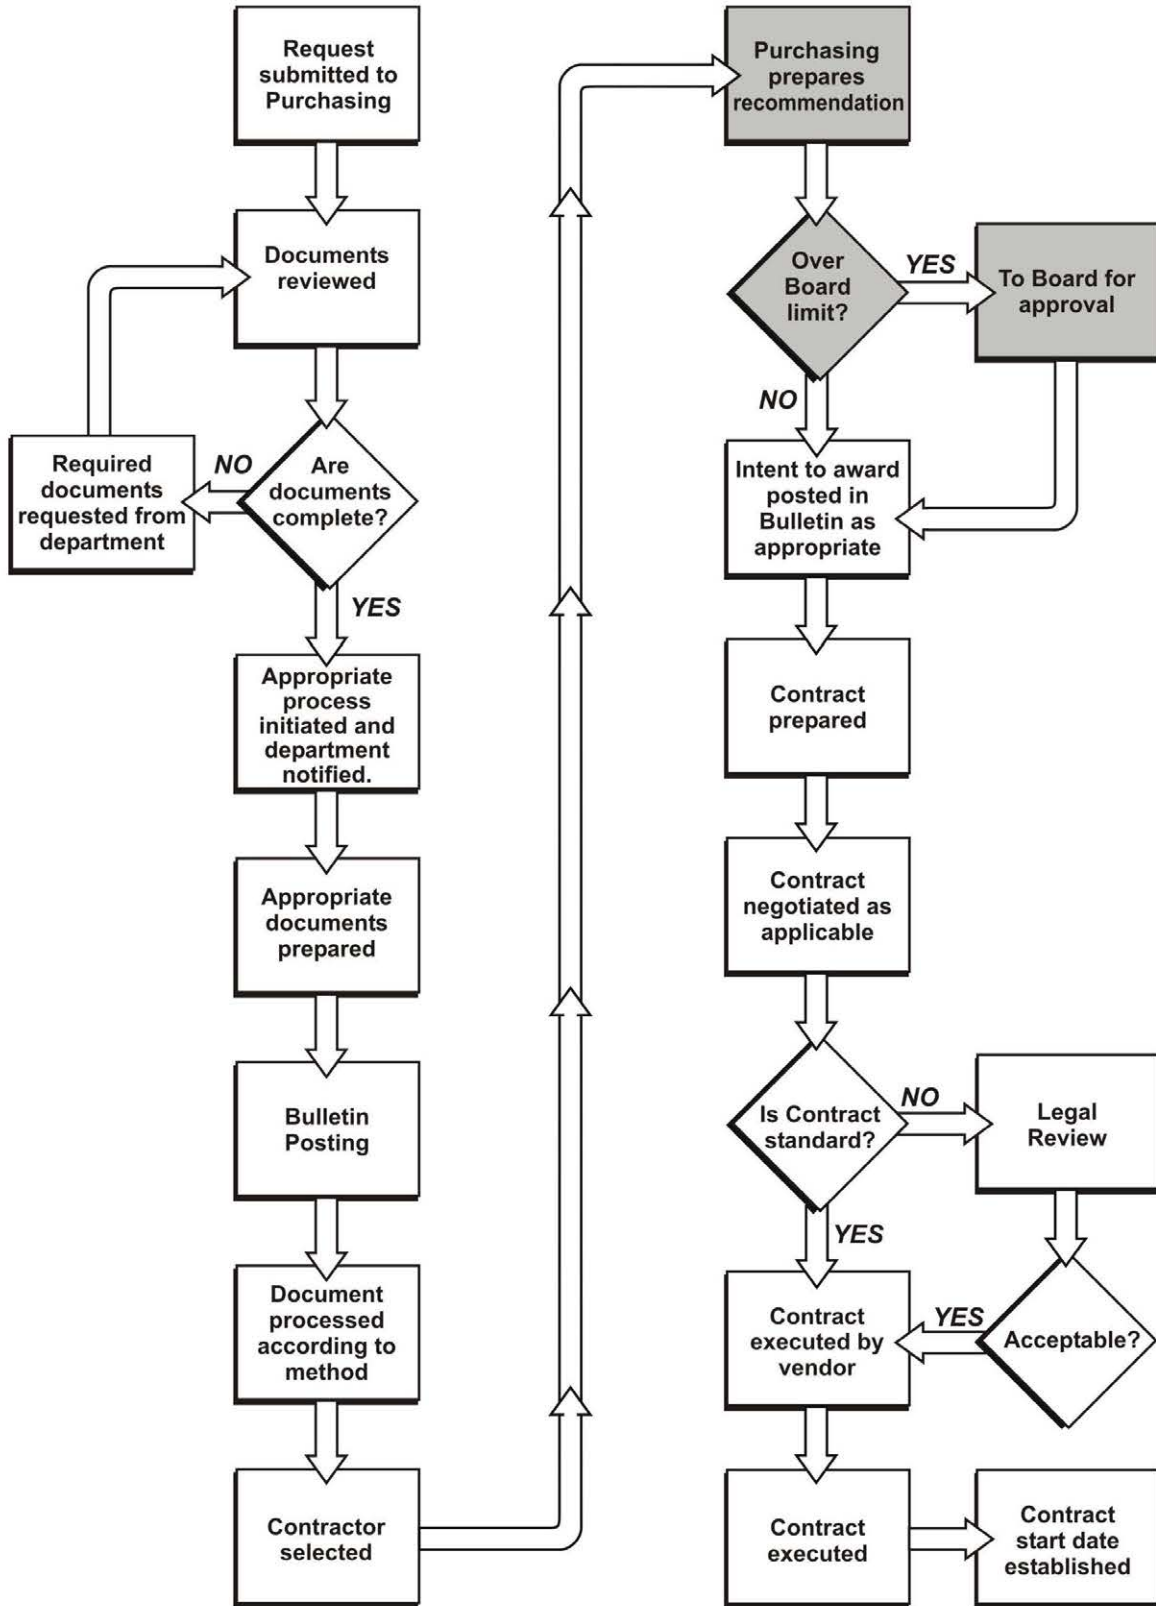 Request
submitted to
Purchasing
Documents
reviewed
Are
documents
complete?
NO
Required
documents
requested from
department
YES
Appropriate
process
initiated and
department
notified.
Appropriate
documents
prepared
Bulletin
Posting
Document
processed
according to
method
Contractor
selected
Purchasing
prepares
recommendation
Over
Board
limit?
YES
To Board for
approval
NO
Intent to award
posted in
Bulletin as
appropriate
Contract
prepared
Contract
negotiated as
applicable
Is Contract
standard?
NO
Legal
Review
YES
Acceptable?
YES
Contract
executed by
vendor
Contract
executed
Contract
start date
established